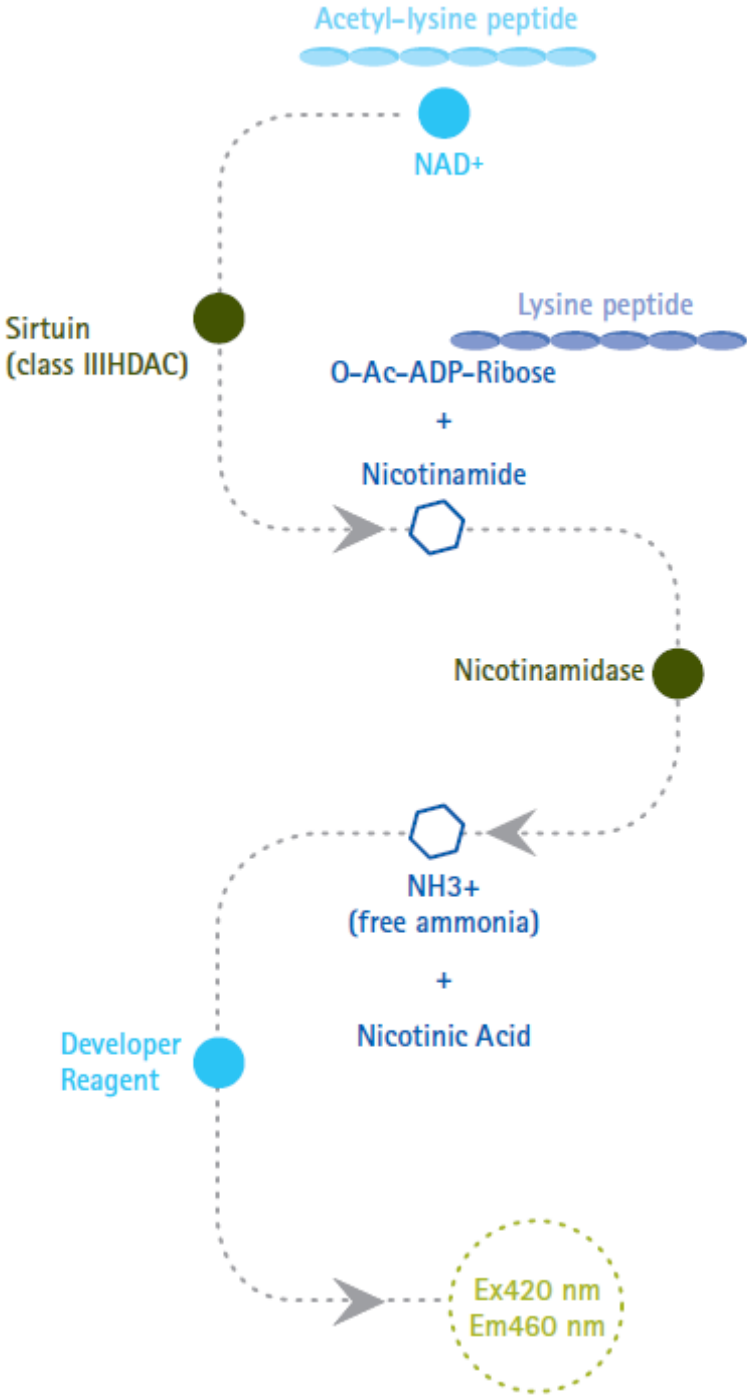 Acetyl-lysine peptide
NAD+
Sirtuin
(class IIIHDAC)
Lysine peptide
O-Ac-ADP-Ribose
+
Nicotinamide
Nicotinamidase
NH3+
(free ammonia)
+
Nicotinic Acid
Developer
Reagent
Ex420 nm
Em460 nm